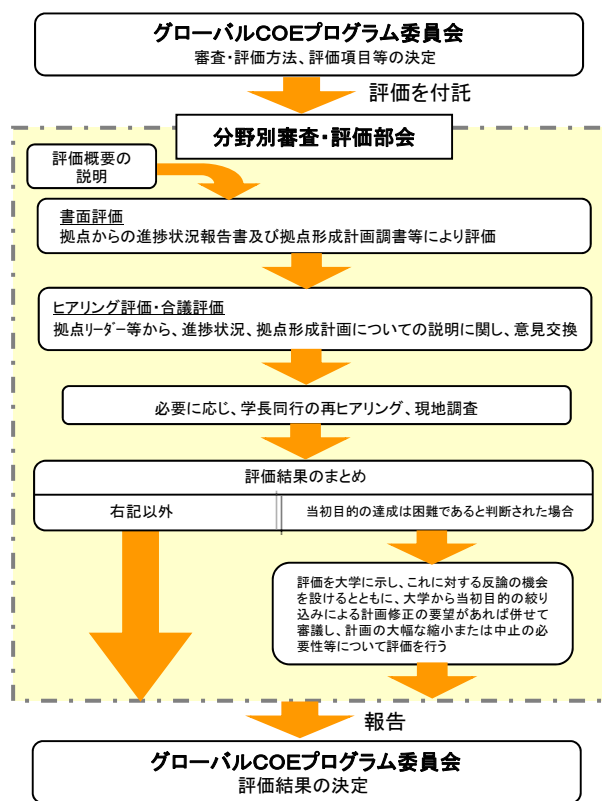 グローバルCOEプログラム委員会
審査・評価方法、評価項目等の決定
評価を付託
分野別審査・評価部会
評価概要の
説明
書面評価
拠点からの進捗状況報告書及び拠点形成計画調書等により評価
ヒアリング評価・合議評価
拠点リーダー等から、進捗状況、拠点形成計画についての説明に関し、意見交換
必要に応じ、学長同行の再ヒアリング、現地調査
評価結果のまとめ
右記以外
当初目的の達成は困難であると判断された場合
評価を大学に示し、これに対する反論の機会
を設けるとともに、大学から当初目的の絞り
込みによる計画修正の要望があれば併せて
審議し、計画の大幅な縮小または中止の必
要性等について評価を行う
報告
グローバルCOEプログラム委員会
評価結果の決定